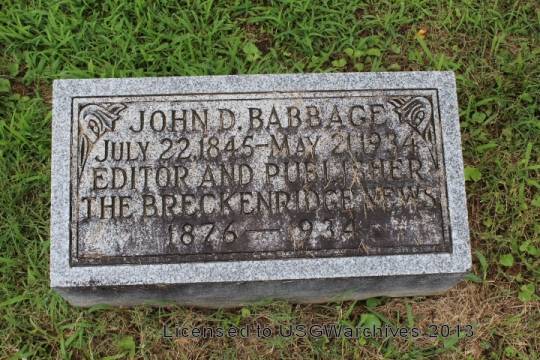 JOHN D. BABBAGE
JULY 22, 1845 – MAY 21, 1934
EDITOR AND PUBLISHER
THE BRECKENRIDGE NEWS
1876 — 1934
Licensed to USGWarchives 2013